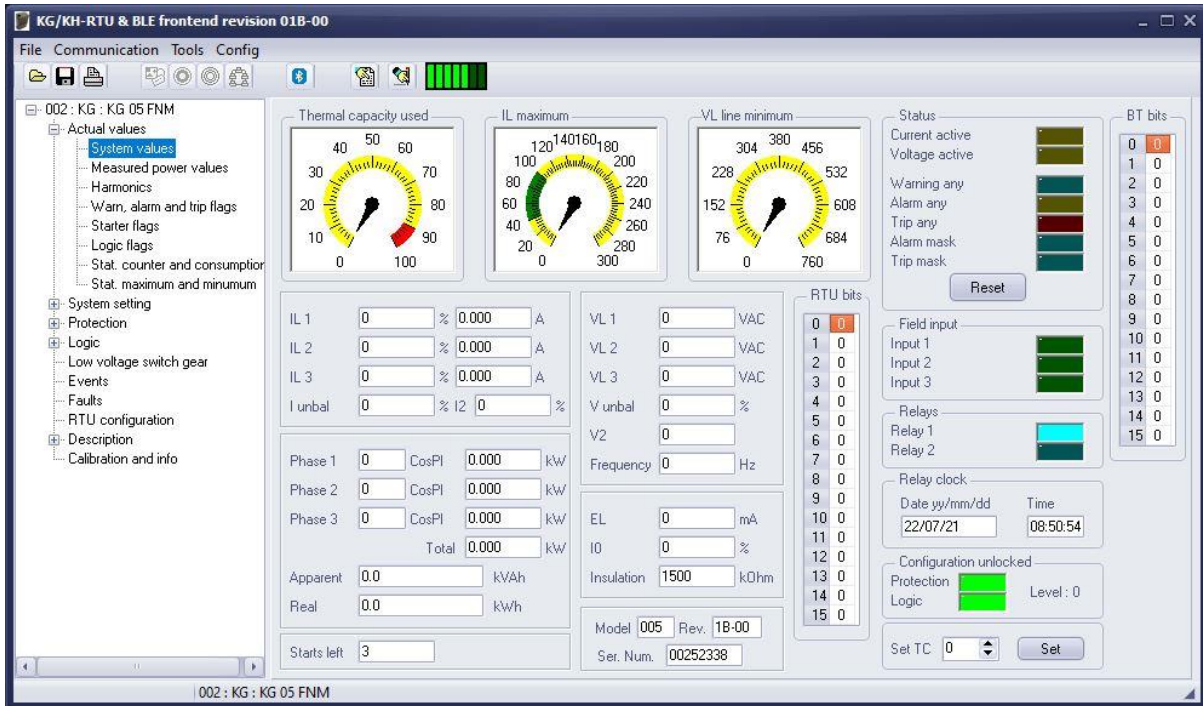 KG/KH-RTU & BLE frontend revision 01B-00
File Communication Tools Config
002 : KG : KG 05 FNM
Actual values
System values
Measured power values
Harmonics
Warn, alarm and trip flags
Starter flags
Logic flags
Stat. counter and consumption
Stat. maximum and minumum
System setting
Protection
Logic
Low voltage switch gear
Events
Faults
RTU configuration
Description
Calibration and info
Thermal capacity used
0 10 20 30 40 50 60 70 80 90 100
IL maximum
0 20 40 60 80 100 120 140 160 180 200 220 240 260 280 300
VL line minimum
0 76 152 228 304 380 456 532 608 684 760
IL 1 0 % 0.000 A
IL 2 0 % 0.000 A
IL 3 0 % 0.000 A
I unbal 0 % I2 0 %
Phase 1 0 CosPI 0.000 kW
Phase 2 0 CosPI 0.000 kW
Phase 3 0 CosPI 0.000 kW
Total 0.000 kW
Apparent 0.0 kVAh
Real 0.0 kWh
Starts left 3
VL 1 0 VAC
VL 2 0 VAC
VL 3 0 VAC
V unbal 0 %
V2 0
Frequency 0 Hz
EL 0 mA
I0 0 %
Insulation 1500 kOhm
Model 005 Rev. 1B-00
Ser. Num. 00252338
RTU bits
0 0
1 0
2 0
3 0
4 0
5 0
6 0
7 0
8 0
9 0
10 0
11 0
12 0
13 0
14 0
15 0
Status
Current active
Voltage active
Warning any
Alarm any
Trip any
Alarm mask
Trip mask
Reset
Field input
Input 1
Input 2
Input 3
Relays
Relay 1
Relay 2
Relay clock
Date yy/mm/dd Time
22/07/21 08:50:54
Configuration unlocked
Protection
Logic
Level : 0
Set TC 0 Set
BT bits
0 0
1 0
2 0
3 0
4 0
5 0
6 0
7 0
8 0
9 0
10 0
11 0
12 0
13 0
14 0
15 0
002 : KG : KG 05 FNM